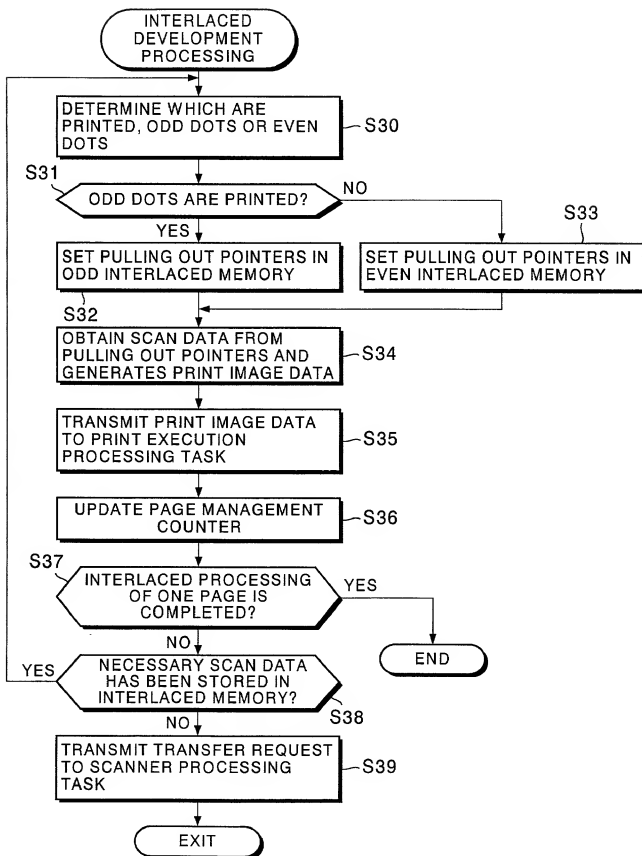 INTERLACED
DEVELOPMENT
PROCESSING
DETERMINE WHICH ARE
PRINTED, ODD DOTS OR EVEN
DOTS
S30
S31
ODD DOTS ARE PRINTED?
NO
YES
S33
SET PULLING OUT POINTERS IN
ODD INTERLACED MEMORY
SET PULLING OUT POINTERS IN
EVEN INTERLACED MEMORY
S32
OBTAIN SCAN DATA FROM
PULLING OUT POINTERS AND
GENERATES PRINT IMAGE DATA
S34
TRANSMIT PRINT IMAGE DATA
TO PRINT EXECUTION
PROCESSING TASK
S35
UPDATE PAGE MANAGEMENT
COUNTER
S36
S37
INTERLACED PROCESSING
OF ONE PAGE IS
COMPLETED?
YES
NO
END
YES
NECESSARY SCAN DATA
HAS BEEN STORED IN
INTERLACED MEMORY?
S38
NO
TRANSMIT TRANSFER REQUEST
TO SCANNER PROCESSING
TASK
S39
EXIT